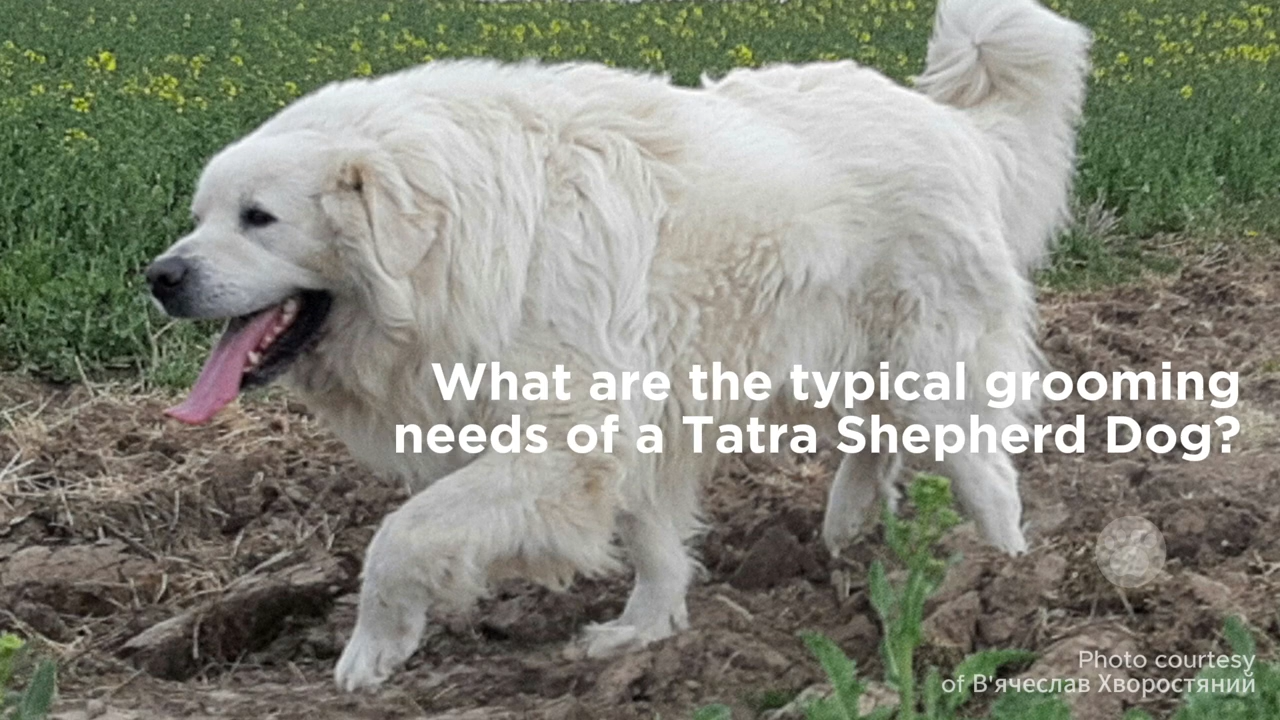 What are the typical grooming
needs of a Tatra Shepherd Dog?
Photo courtesy
of В'ячеслав Хворостяний